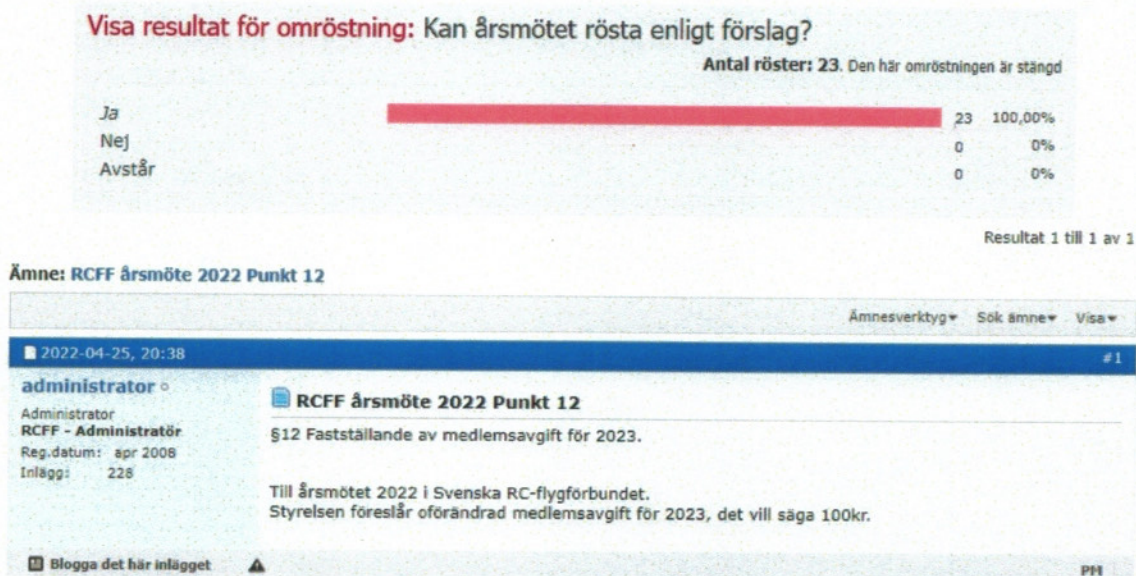 Visa resultat för omröstning: Kan årsmötet rösta enligt förslag?
Antal röster: 23. Den här omröstningen är stängd
Ja 23 100,00%
Nej 0 0%
Avstår 0 0%
Resultat 1 till 1 av 1
Ämne: RCFF årsmöte 2022 Punkt 12
Ämnesverktyg Sök ämne Visa
2022-04-25, 20:38 #1
administrator
Administrator
RCFF - Administratör
Reg.datum: apr 2008
Inlägg: 228
RCFF årsmöte 2022 Punkt 12
§12 Fastställande av medlemsavgift för 2023.
Till årsmötet 2022 i Svenska RC-flygförbundet.
Styrelsen föreslår oförändrad medlemsavgift för 2023, det vill säga 100kr.
Blogga det här inlägget PM